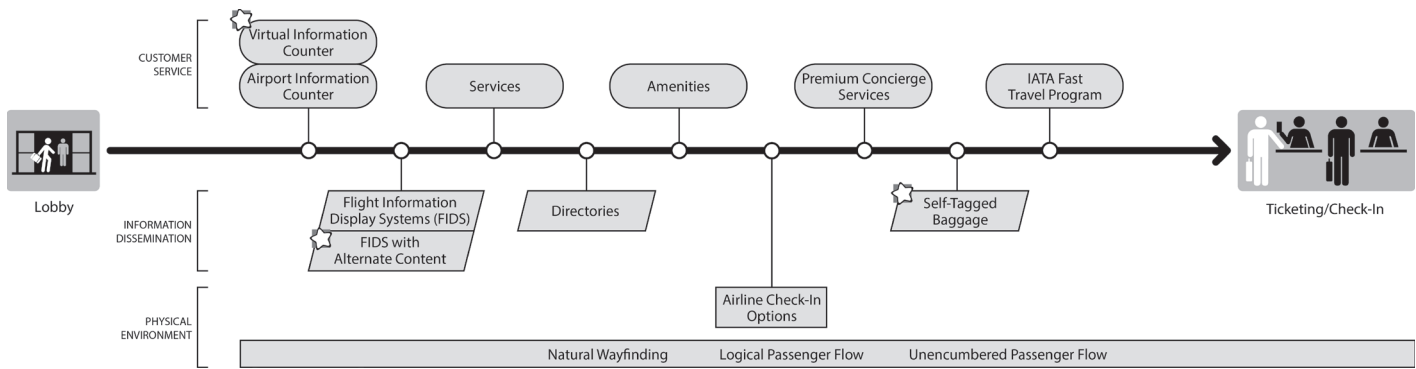 CUSTOMER
SERVICE
Virtual Information
Counter
Airport Information
Counter
Services
Amenities
Premium Concierge
Services
IATA Fast
Travel Program
Lobby
Ticketing/Check-In
INFORMATION
DISSEMINATION
Flight Information
Display Systems (FIDS)
FIDS with
Alternate Content
Directories
Self-Tagged
Baggage
PHYSICAL
ENVIRONMENT
Airline Check-In
Options
Natural Wayfinding
Logical Passenger Flow
Unencumbered Passenger Flow